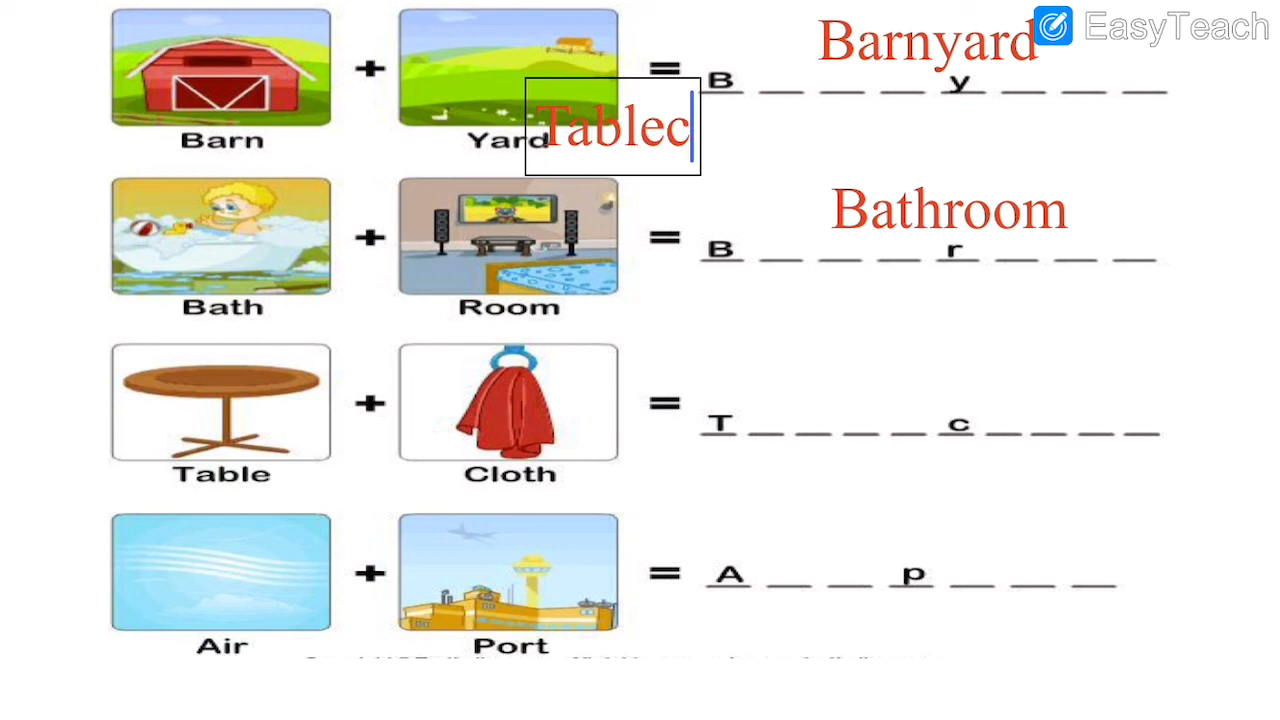 Barnyard
EasyTeach
+ = B _ _ _ y _ _ _
Barn Yard
Tablec
Bathroom
+ = B _ _ _ r _ _ _
Bath Room
+ = T _ _ _ _ c _ _ _ _
Table Cloth
+ = A _ _ p _ _ _
Air Port